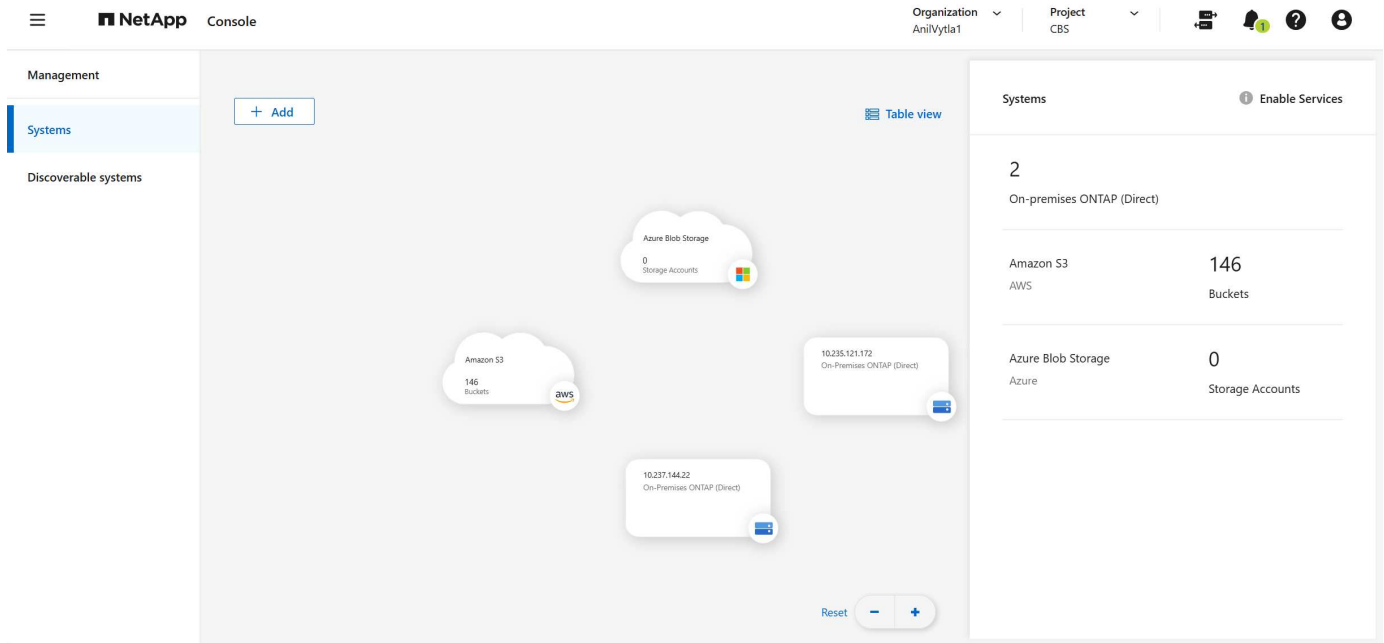 NetApp Console
Organization
AnilVytla1
Project
CBS
1
Management
Systems
Discoverable systems
+ Add
Table view
Azure Blob Storage
0
Storage Accounts
Amazon S3
146
Buckets
aws
10.235.121.172
On-Premises ONTAP (Direct)
10.237.144.22
On-Premises ONTAP (Direct)
Reset
Systems
Enable Services
2
On-premises ONTAP (Direct)
Amazon S3
AWS
146
Buckets
Azure Blob Storage
Azure
0
Storage Accounts